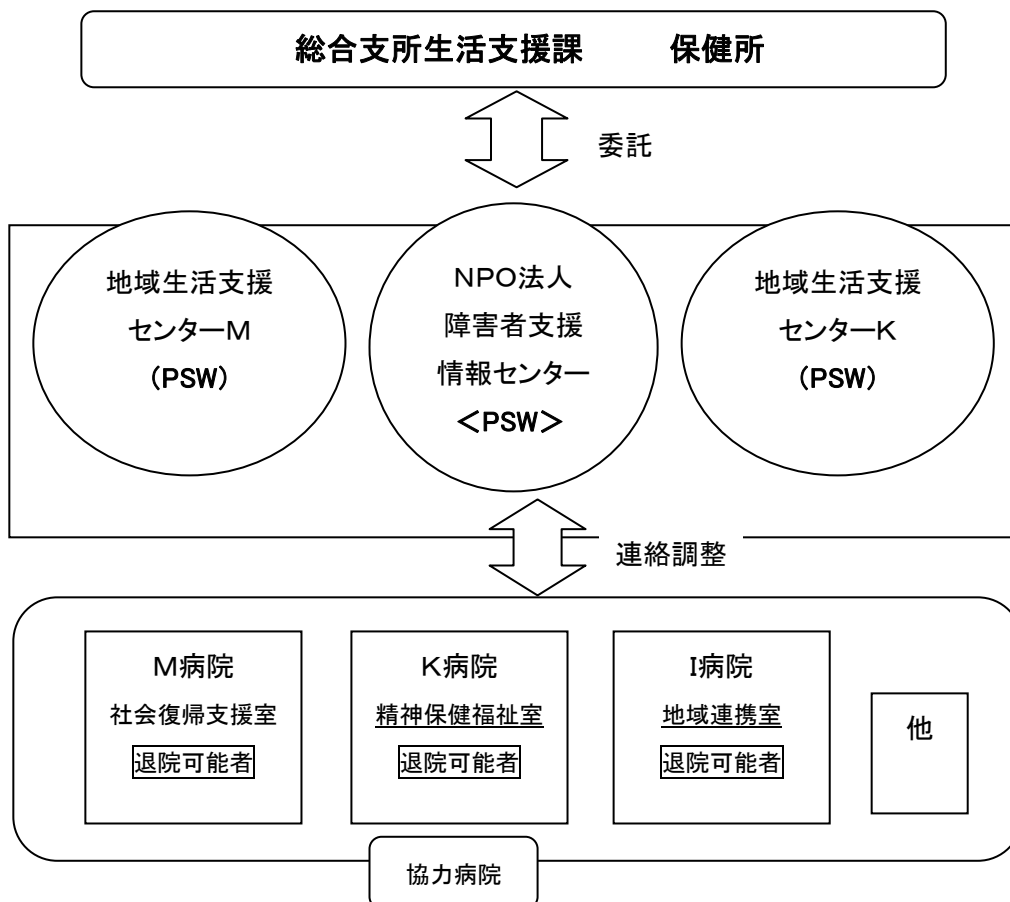 総合支所生活支援課　　保健所
委託
地域生活支援
センターM
(PSW)
NPO法人
障害者支援
情報センター
<PSW>
地域生活支援
センターK
(PSW)
連絡調整
M病院
社会復帰支援室
退院可能者
K病院
精神保健福祉室
退院可能者
I病院
地域連携室
退院可能者
他
協力病院